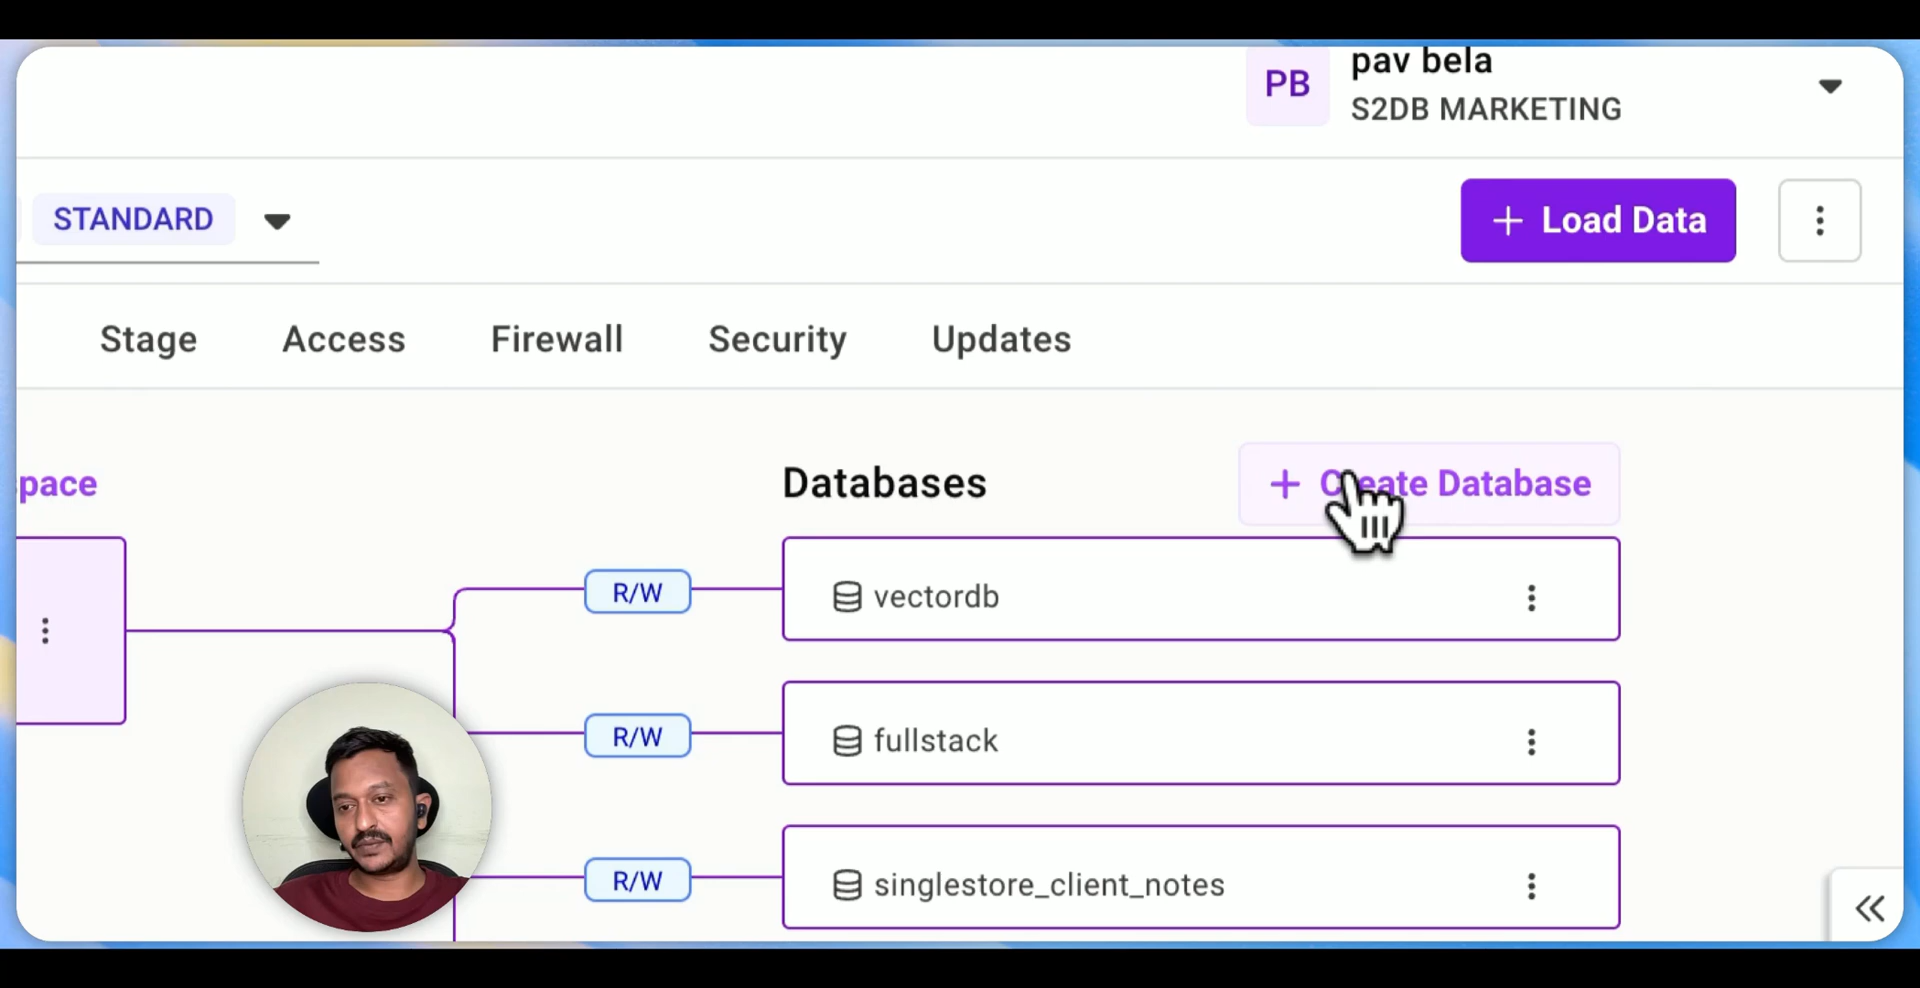 PB
pav bela
S2DB MARKETING
STANDARD
+ Load Data
Stage Access Firewall Security Updates
space
Databases
+ Create Database
R/W
vectordb
R/W
fullstack
R/W
singlestore_client_notes